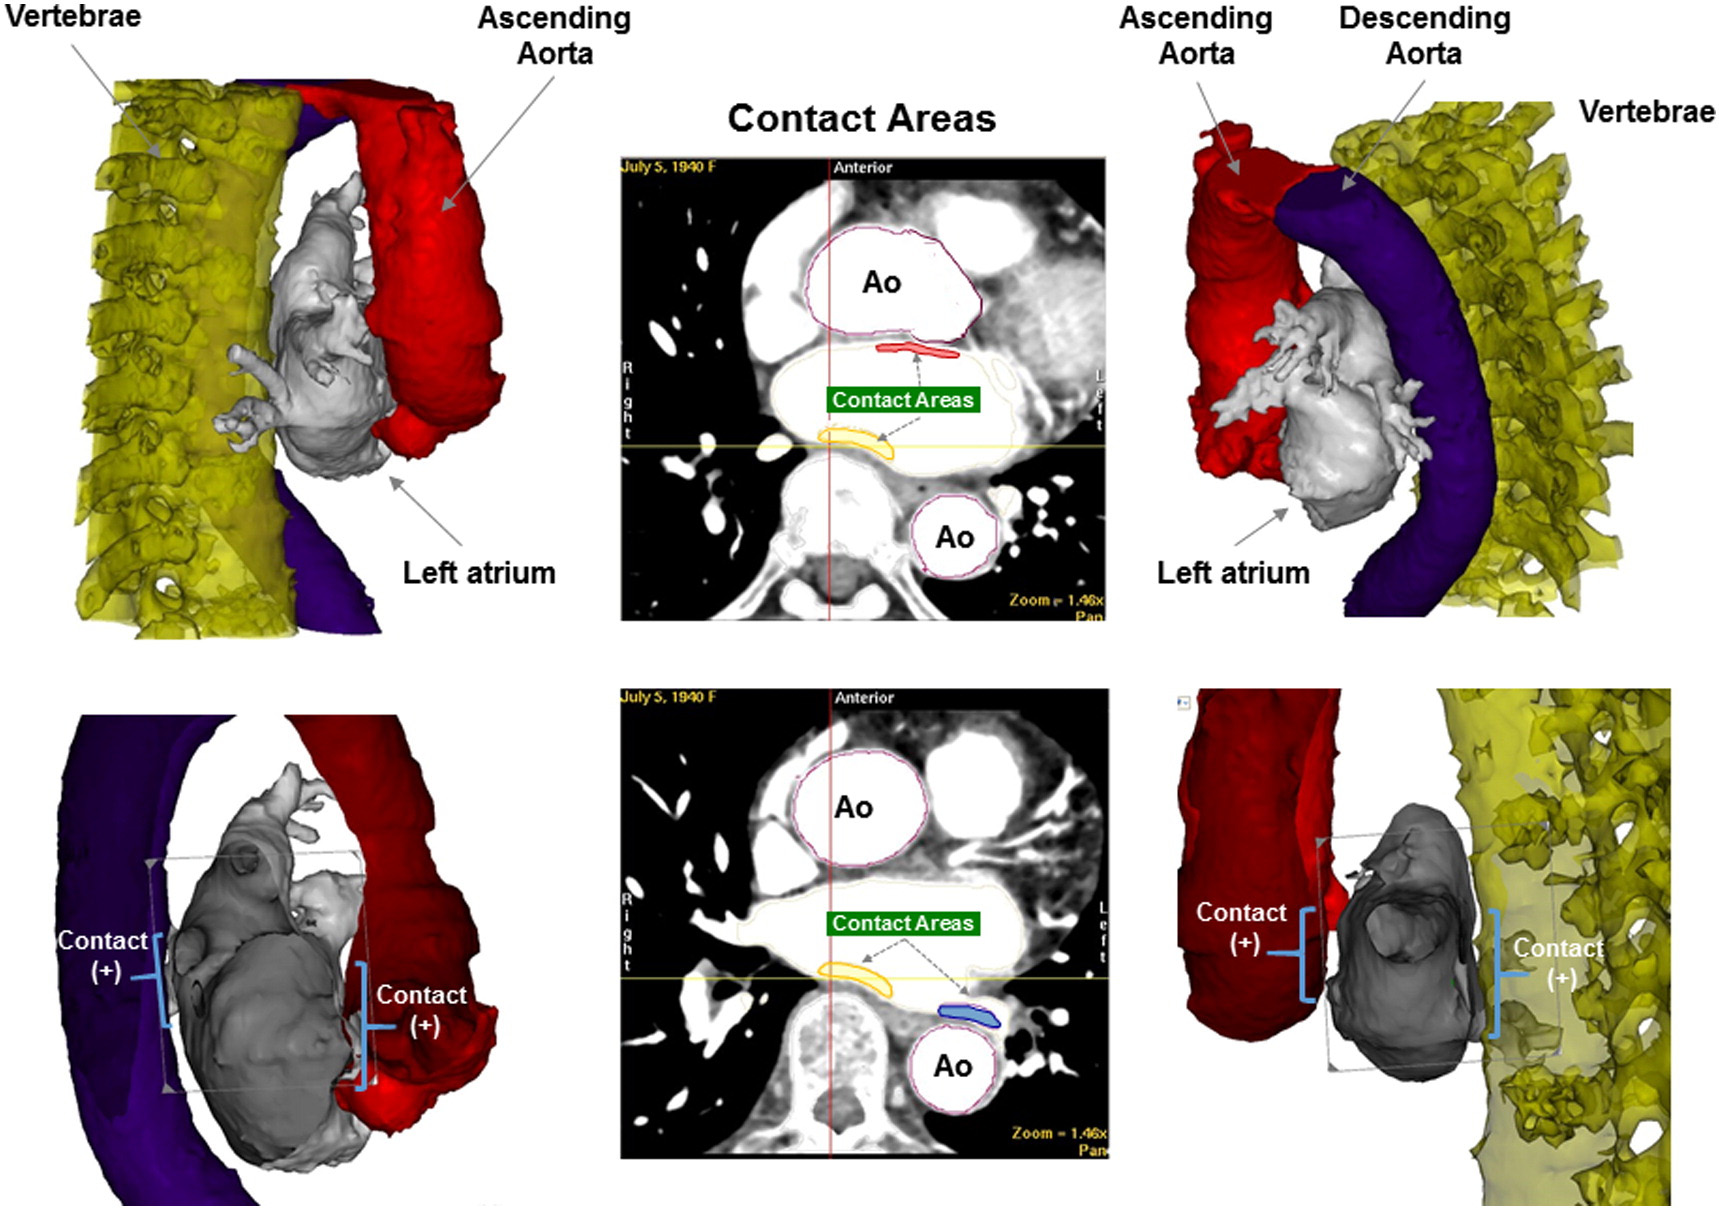 Vertebrae
Ascending
Aorta
Ascending
Aorta
Descending
Aorta
Vertebrae
Contact Areas
July 5, 1940 F
Anterior
Ao
Right
Left
Contact Areas
Ao
Zoom = 1.46x
Pan
Left atrium
Left atrium
July 5, 1940 F
Anterior
Ao
Right
Left
Contact Areas
Ao
Zoom = 1.46x
Pan
Contact
(+)
Contact
(+)
Contact
(+)
Contact
(+)